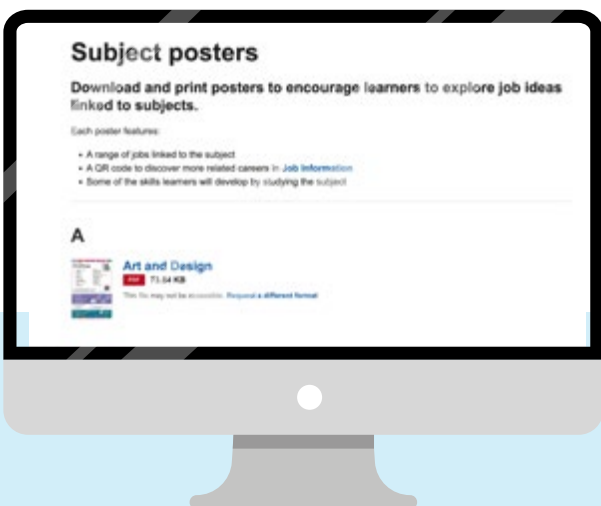 Subject posters
Download and print posters to encourage learners to explore job ideas
linked to subjects.
Each poster features:
• A range of jobs linked to the subject
• A QR code to discover more related careers in Job Information
• Some of the skills learners will develop by studying the subject
A
Art and Design
PDF KB
This file may not be accessible. Request a different format